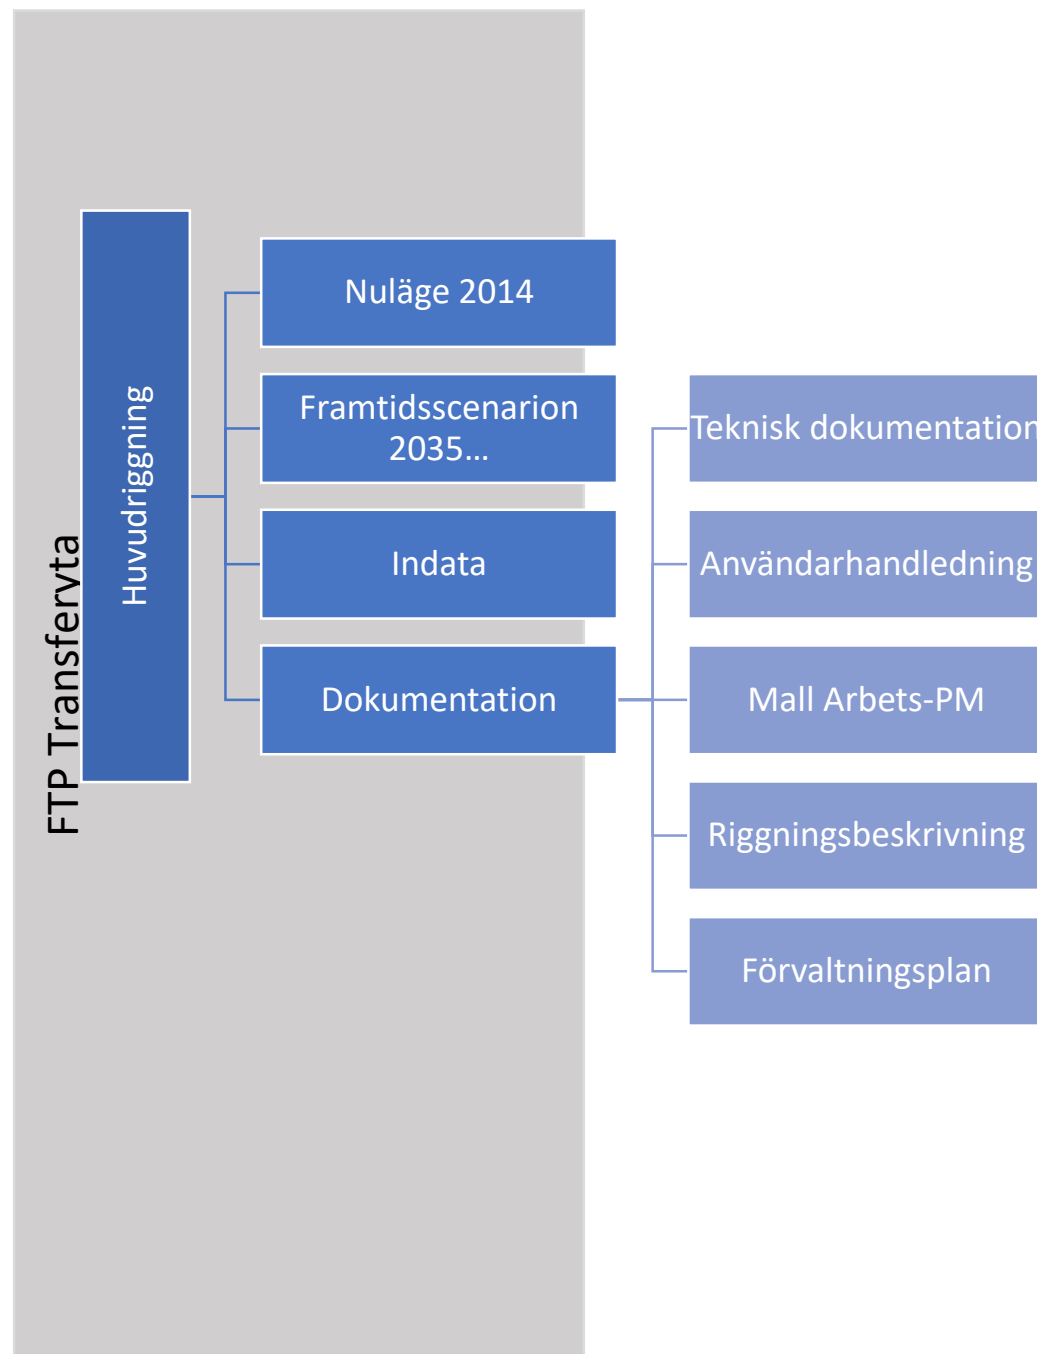 FTP Transferyta
Huvudriggning
Nuläge 2014
Framtidsscenarion
2035...
Indata
Dokumentation
Teknisk dokumentation
Användarhandledning
Mall Arbets-PM
Riggningsbeskrivning
Förvaltningsplan